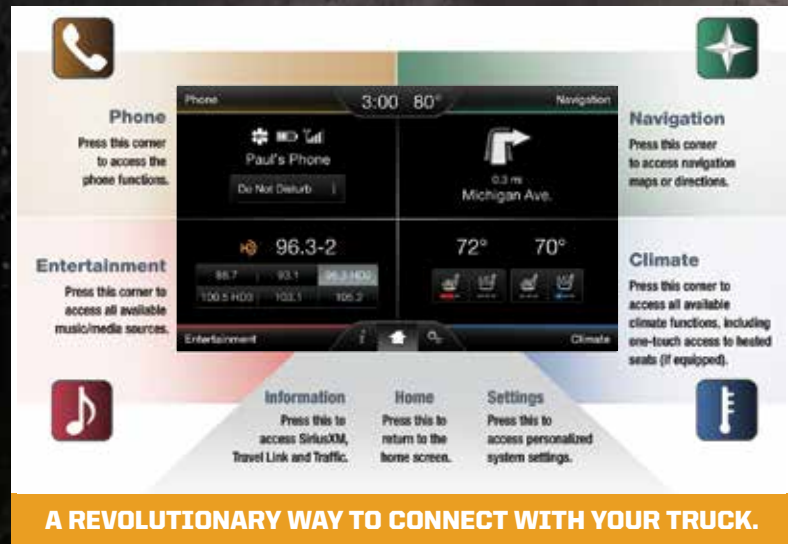 Phone
Press this corner
to access the
phone functions.
Navigation
Press this corner
to access navigation
maps or directions.
Phone
3:00 80°
Navigation
Paul's Phone
Do Not Disturb
0.3 mi
Michigan Ave.
96.3-2
93.1
96.3 HD2
100.5 HD3
103.1
72° 70°
Entertainment
i
Climate
Entertainment
Press this corner to
access all available
music/media sources.
Climate
Press this corner to
access all available
climate functions, including
one-touch access to heated
seats (if equipped).
Information
Press this to
access SiriusXM,
Travel Link and Traffic.
Home
Press this to
return to the
home screen.
Settings
Press this to
access personalized
system settings.
A REVOLUTIONARY WAY TO CONNECT WITH YOUR TRUCK.